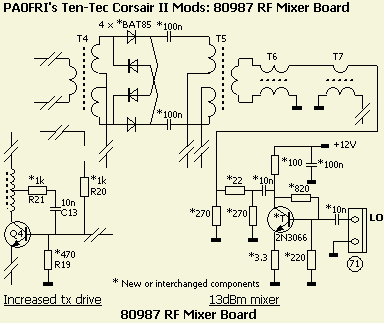 PA0FRI's Ten-Tec Corsair II Mods: 80987 RF Mixer Board
4 x *BAT85
*100n
T4
T5
T6
T7
*100n
+12V
*100
*100n
*1k
R21
*1k
R20
*22
*10n
*820
10n
C13
*10n
LO
Q4
*270
*270
*T1
2N3066
*470
R19
*3.3
*220
71
* New or interchanged components
Increased tx drive
13dBm mixer
80987 RF Mixer Board